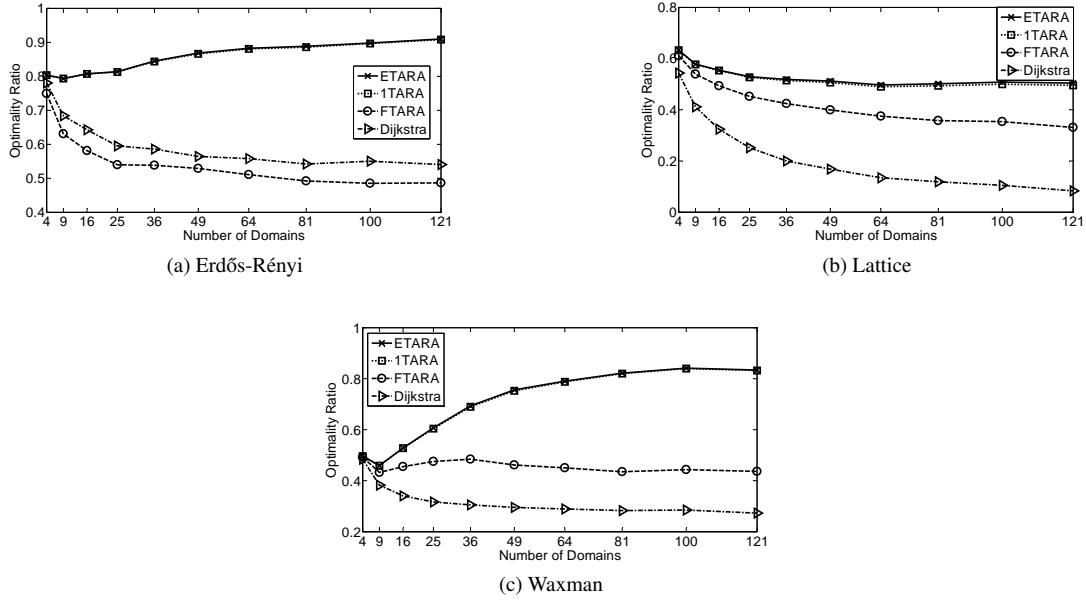 1
0.9
0.8
0.7
0.6
0.5
0.4
Optimality Ratio
4 9 16 25 36 49 64 81 100 121
Number of Domains
ETARA
1TARA
FTARA
Dijkstra
(a) Erdős-Rényi
0.8
0.6
0.4
0.2
0
Optimality Ratio
4 9 16 25 36 49 64 81 100 121
Number of Domains
ETARA
1TARA
FTARA
Dijkstra
(b) Lattice
1
0.8
0.6
0.4
0.2
Optimality Ratio
4 9 16 25 36 49 64 81 100 121
Number of Domains
ETARA
1TARA
FTARA
Dijkstra
(c) Waxman